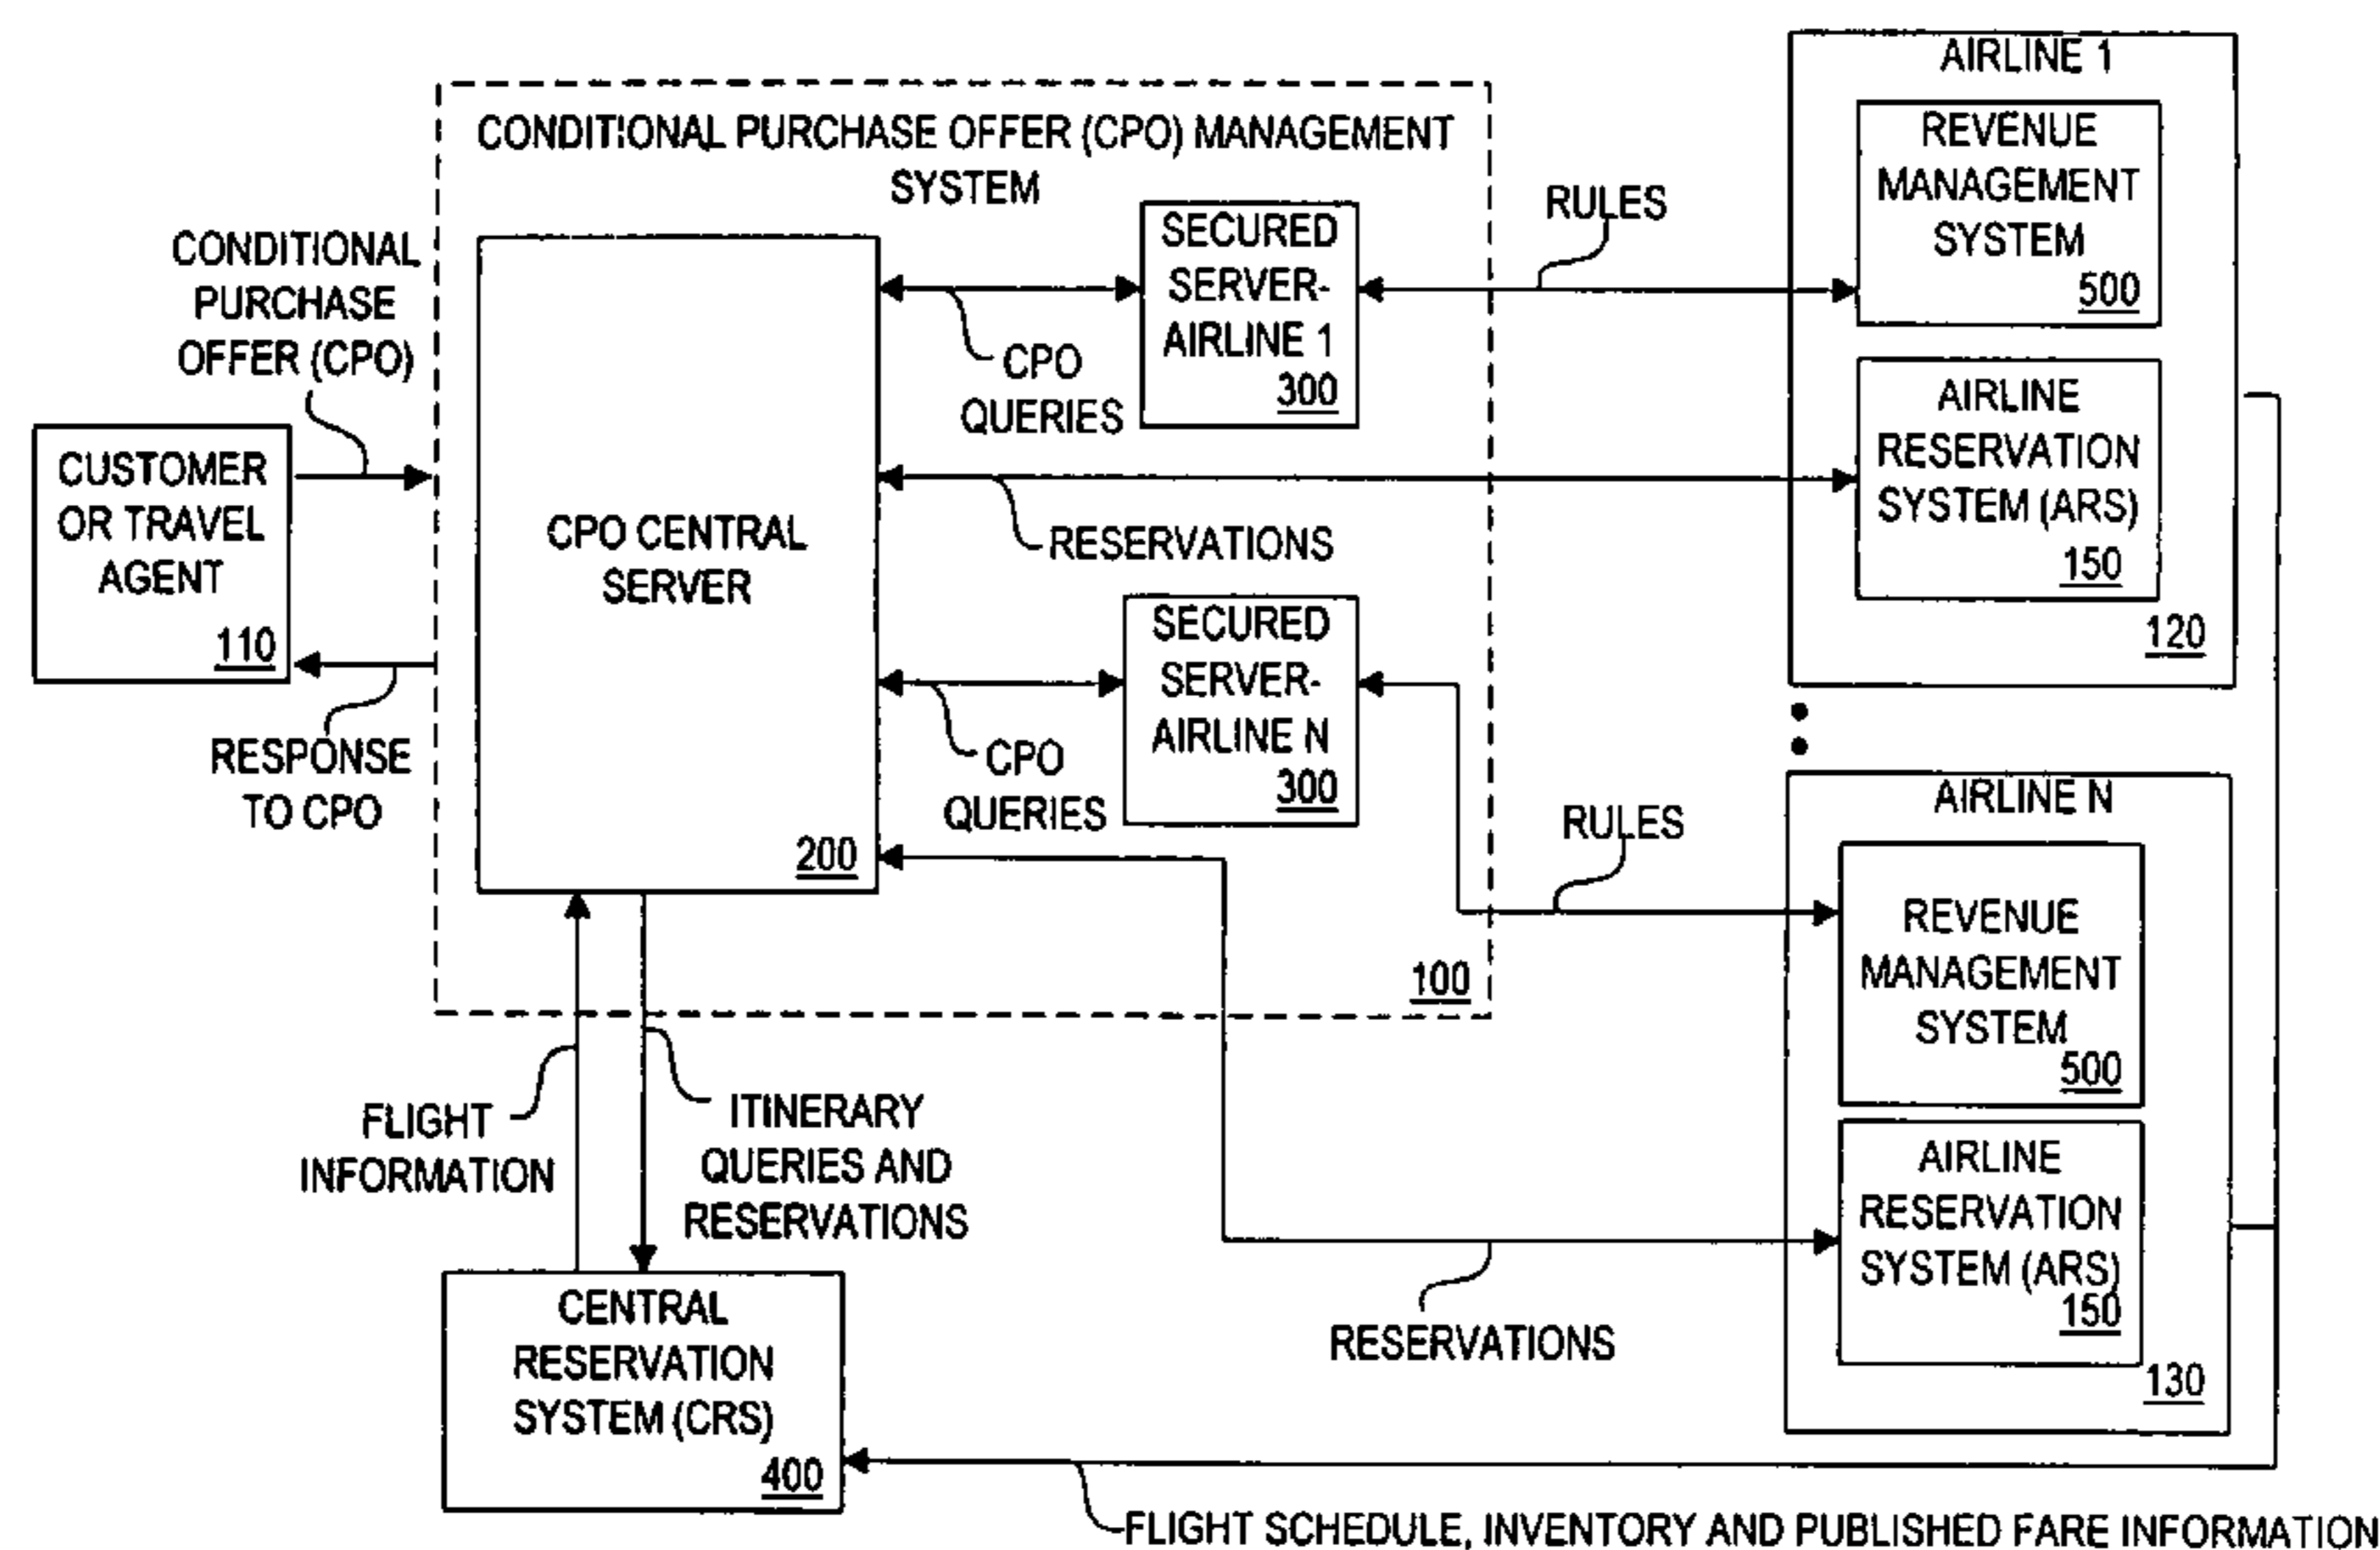 AIRLINE 1
CONDITIONAL PURCHASE OFFER (CPO) MANAGEMENT
SYSTEM
REVENUE
MANAGEMENT
SYSTEM
500
RULES
SECURED
SERVER-
AIRLINE 1
300
CONDITIONAL
PURCHASE
OFFER (CPO)
CPO
QUERIES
AIRLINE
RESERVATION
SYSTEM (ARS)
150
120
CUSTOMER
OR TRAVEL
AGENT
110
CPO CENTRAL
SERVER
200
RESERVATIONS
SECURED
SERVER-
AIRLINE N
300
CPO
QUERIES
RESPONSE
TO CPO
AIRLINE N
RULES
REVENUE
MANAGEMENT
SYSTEM
500
100
FLIGHT
INFORMATION
ITINERARY
QUERIES AND
RESERVATIONS
AIRLINE
RESERVATION
SYSTEM (ARS)
150
130
RESERVATIONS
CENTRAL
RESERVATION
SYSTEM (CRS)
400
FLIGHT SCHEDULE, INVENTORY AND PUBLISHED FARE INFORMATION